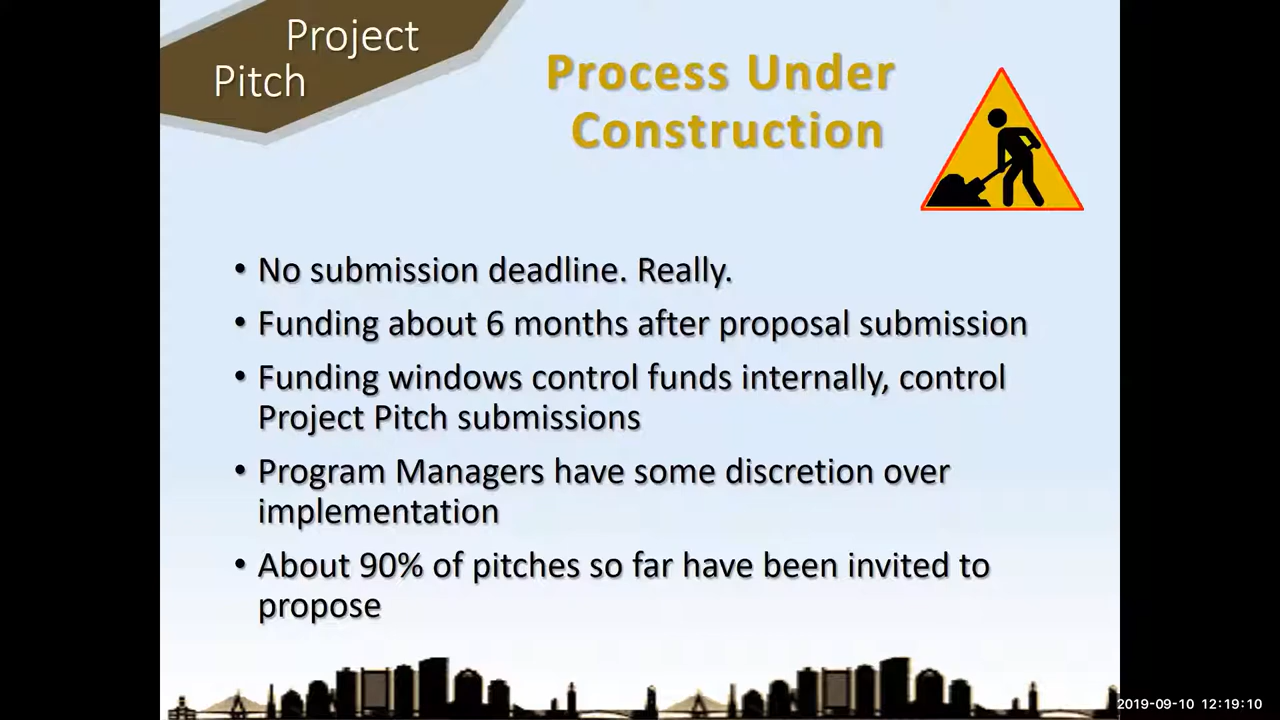 Project
Pitch
Process Under
Construction
• No submission deadline. Really.
• Funding about 6 months after proposal submission
• Funding windows control funds internally, control
Project Pitch submissions
• Program Managers have some discretion over
implementation
• About 90% of pitches so far have been invited to
propose
2019-09-10 12:19:10